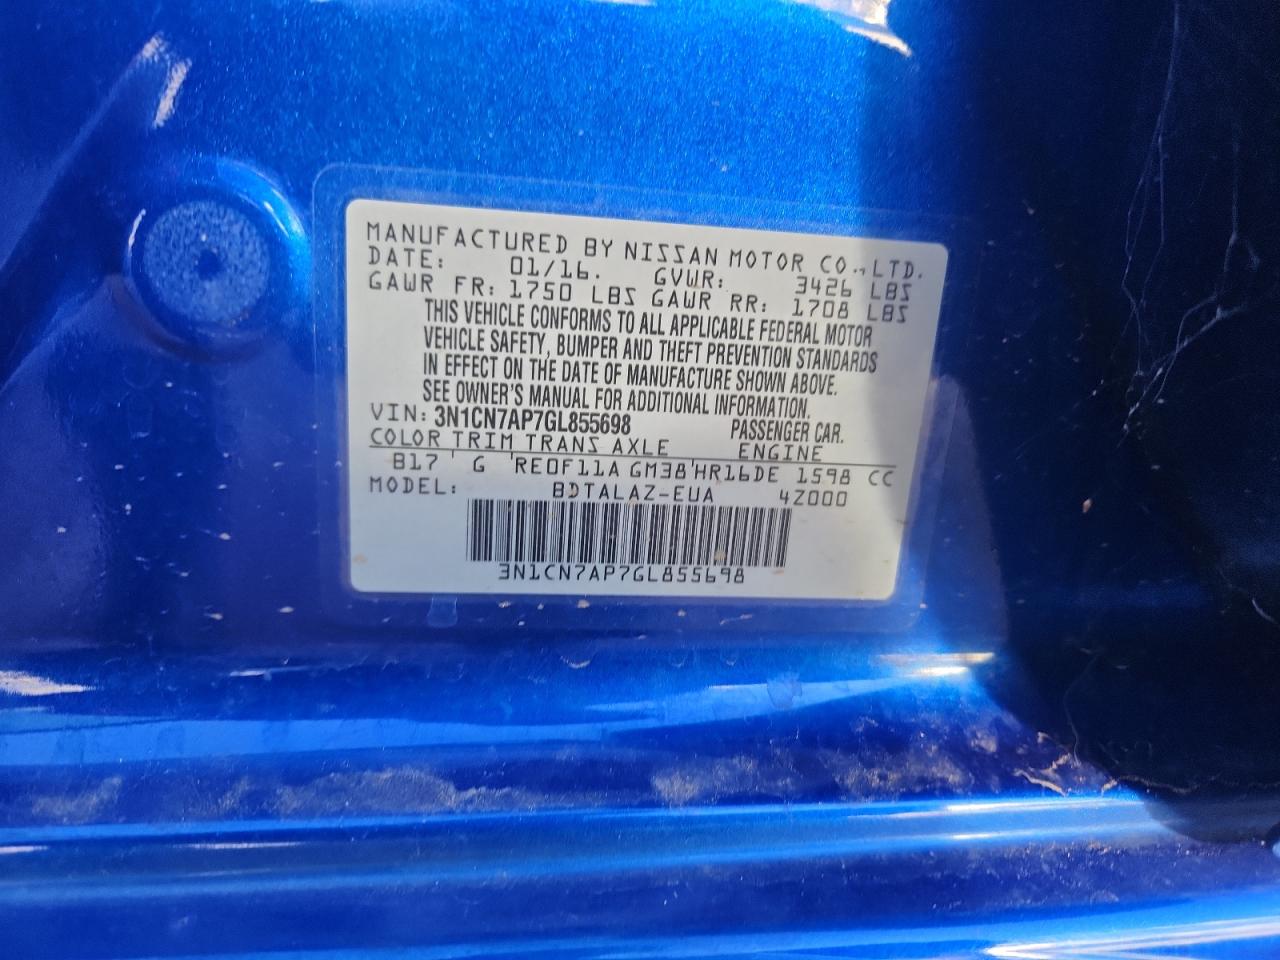 MANUFACTURED BY NISSAN MOTOR CO., LTD.
DATE: 01/16. GVWR: 3426 LBS
GAWR FR: 1750 LBS GAWR RR: 1708 LBS
THIS VEHICLE CONFORMS TO ALL APPLICABLE FEDERAL MOTOR
VEHICLE SAFETY, BUMPER AND THEFT PREVENTION STANDARDS
IN EFFECT ON THE DATE OF MANUFACTURE SHOWN ABOVE.
SEE OWNER'S MANUAL FOR ADDITIONAL INFORMATION.
VIN: 3N1CN7AP7GL855698 PASSENGER CAR.
COLOR TRIM TRANS AXLE ENGINE
B17 G RE0F11A GM38 HR16DE 1598 CC
MODEL: BDTALAZ-EUA 4Z000
3N1CN7AP7GL855698